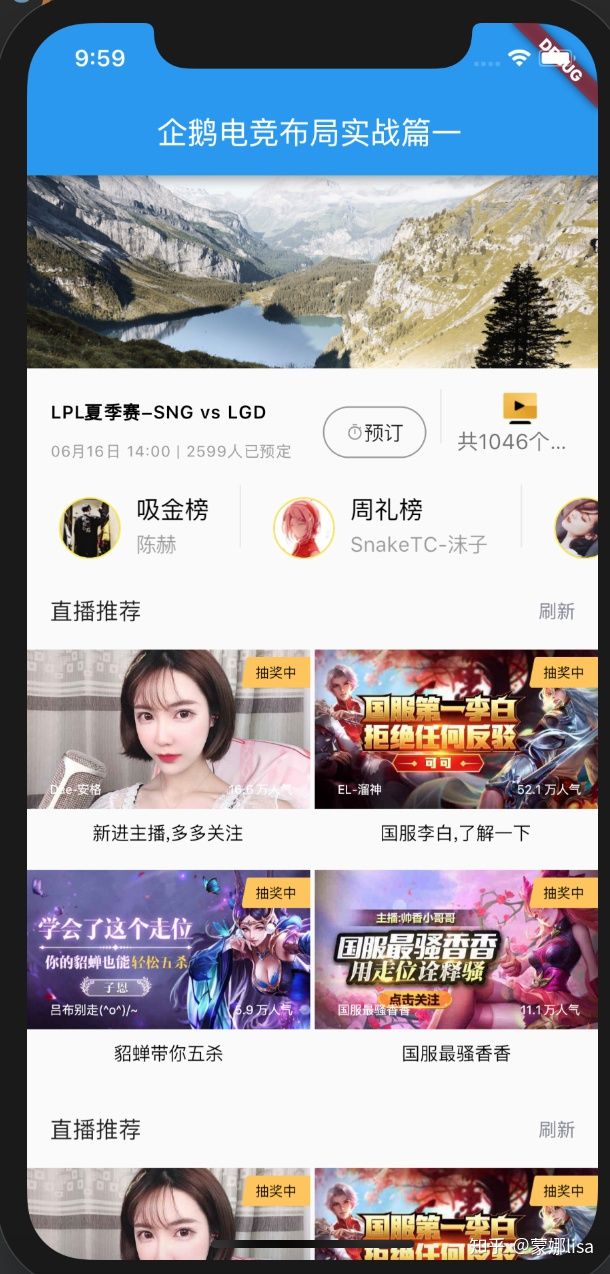 9:59
DEBUG
企鹅电竞布局实战篇一
LPL夏季赛–SNG vs LGD
06月16日 14:00 | 2599人已预定
预订
共1046个...
吸金榜
陈赫
周礼榜
SnakeTC-沫子
直播推荐
刷新
抽奖中
Dae-安格
16.6 万人气
新进主播,多多关注
抽奖中
国服第一李白
拒绝任何反驳
可可
EL-溜神
52.1 万人气
国服李白,了解一下
抽奖中
学会了这个走位
你的貂蝉也能轻松五杀
子恩
吕布别走(^o^)/~
5.9 万人气
貂蝉带你五杀
抽奖中
主播:帅香小哥哥
国服最骚香香
用走位诠释骚
点击关注
国服最骚香香
11.1 万人气
国服最骚香香
直播推荐
刷新
抽奖中
抽奖中
国服第一李白
知乎 @蒙娜lisa